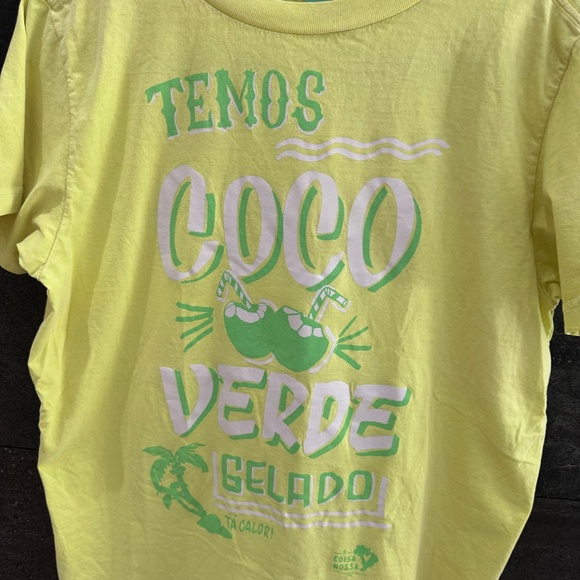 TEMOS
COCO
VERDE
GELADO
TÁ CALOR!
COISA
NOSSA